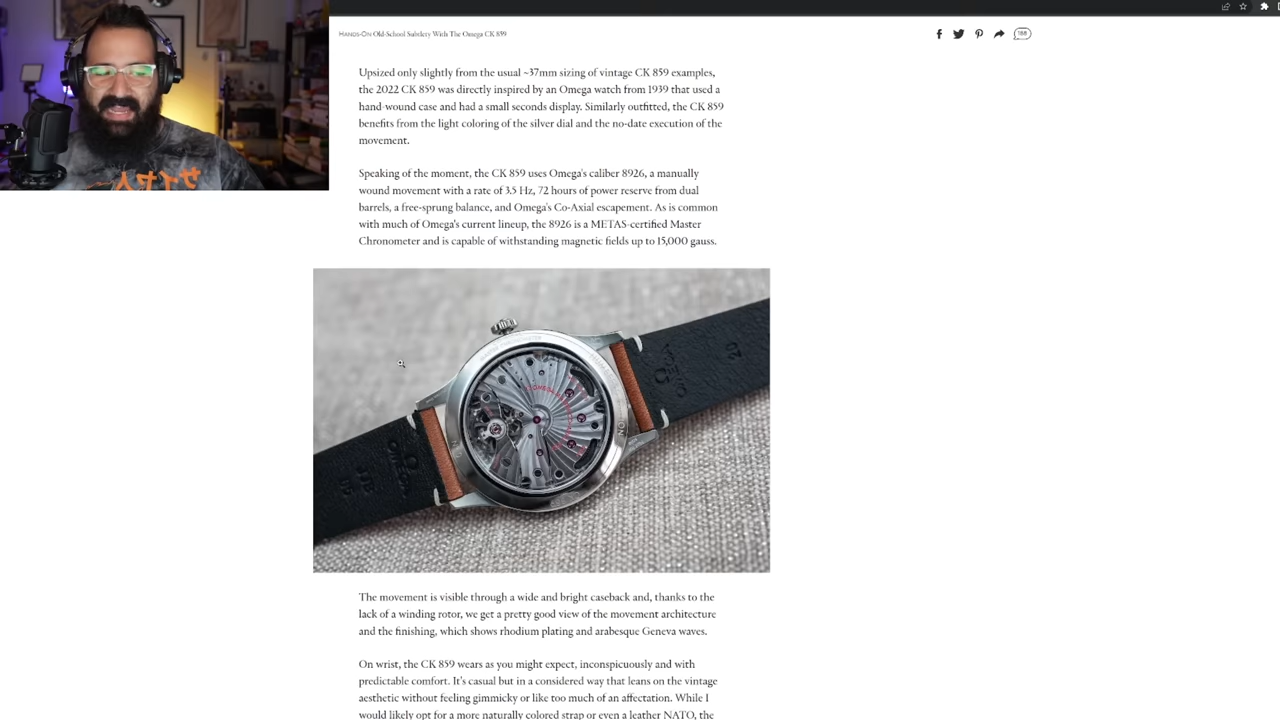 HANDS-ON Old-School Subtlety With The Omega CK 859
188
Upsized only slightly from the usual ~37mm sizing of vintage CK 859 examples,
the 2022 CK 859 was directly inspired by an Omega watch from 1939 that used a
hand-wound case and had a small seconds display. Similarly outfitted, the CK 859
benefits from the light coloring of the silver dial and the no-date execution of the
movement.
Speaking of the moment, the CK 859 uses Omega's caliber 8926, a manually
wound movement with a rate of 3.5 Hz, 72 hours of power reserve from dual
barrels, a free-sprung balance, and Omega's Co-Axial escapement. As is common
with much of Omega's current lineup, the 8926 is a METAS-certified Master
Chronometer and is capable of withstanding magnetic fields up to 15,000 gauss.
OMEGA
20
OMEGA
The movement is visible through a wide and bright caseback and, thanks to the
lack of a winding rotor, we get a pretty good view of the movement architecture
and the finishing, which shows rhodium plating and arabesque Geneva waves.
On wrist, the CK 859 wears as you might expect, inconspicuously and with
predictable comfort. It's casual but in a considered way that leans on the vintage
aesthetic without feeling gimmicky or like too much of an affectation. While I
would likely opt for a more naturally colored strap or even a leather NATO, the